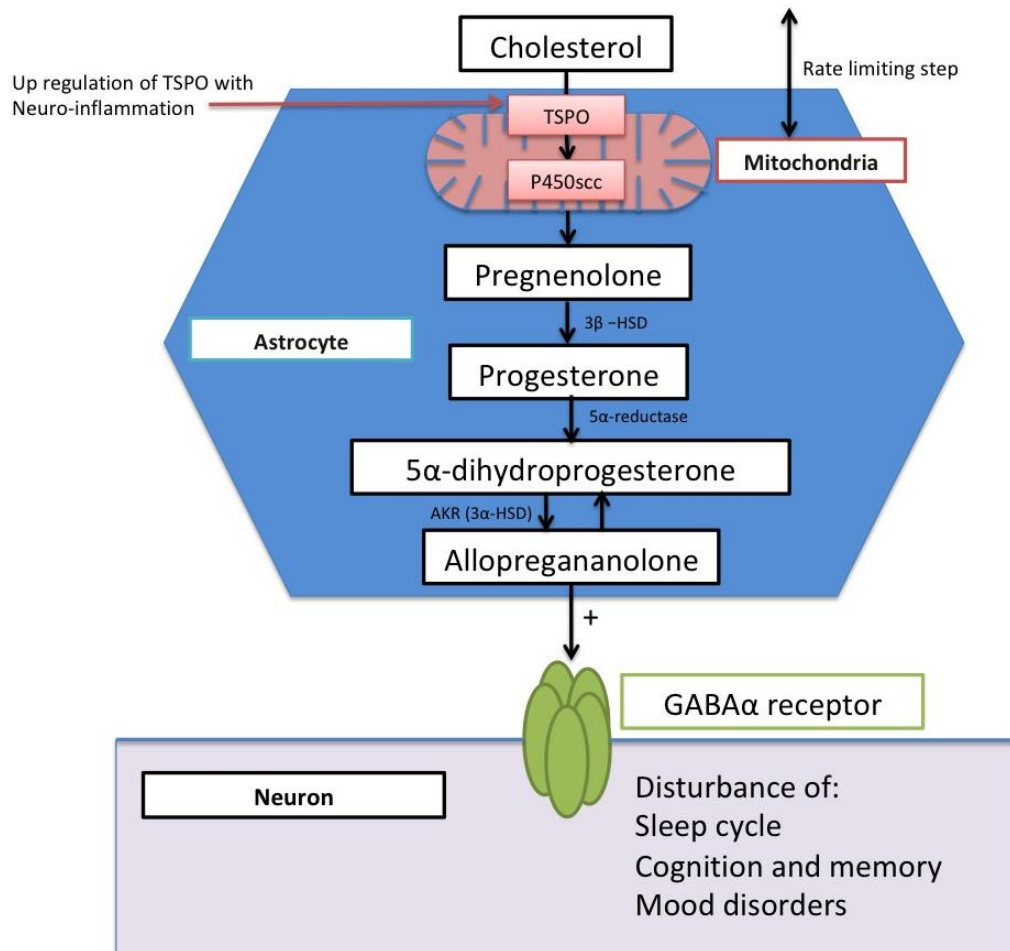 Cholesterol
Up regulation of TSPO with
Neuro-inflammation
Rate limiting step
TSPO
Mitochondria
P450scc
Pregnenolone
3β –HSD
Astrocyte
Progesterone
5α-reductase
5α-dihydroprogesterone
AKR (3α-HSD)
Allopregananolone
+
GABAα receptor
Neuron
Disturbance of:
Sleep cycle
Cognition and memory
Mood disorders